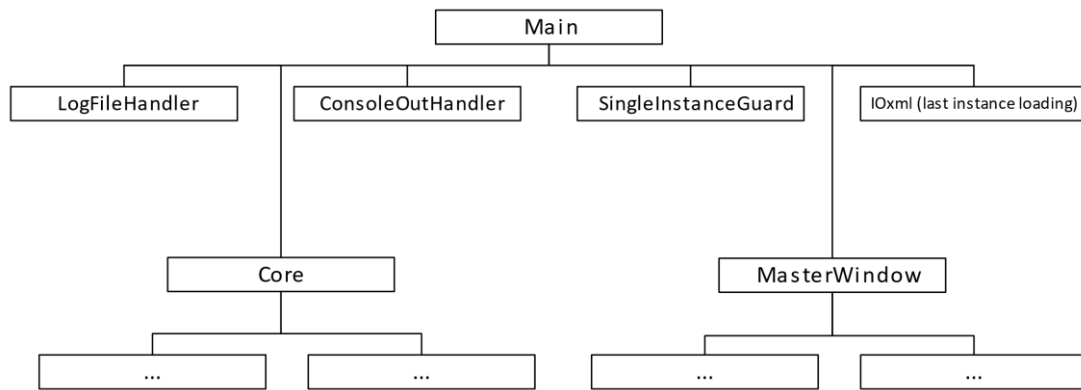 Main
LogFileHandler
ConsoleOutHandler
SingleInstanceGuard
IOxml (last instance loading)
Core
MasterWindow
...
...
...
...